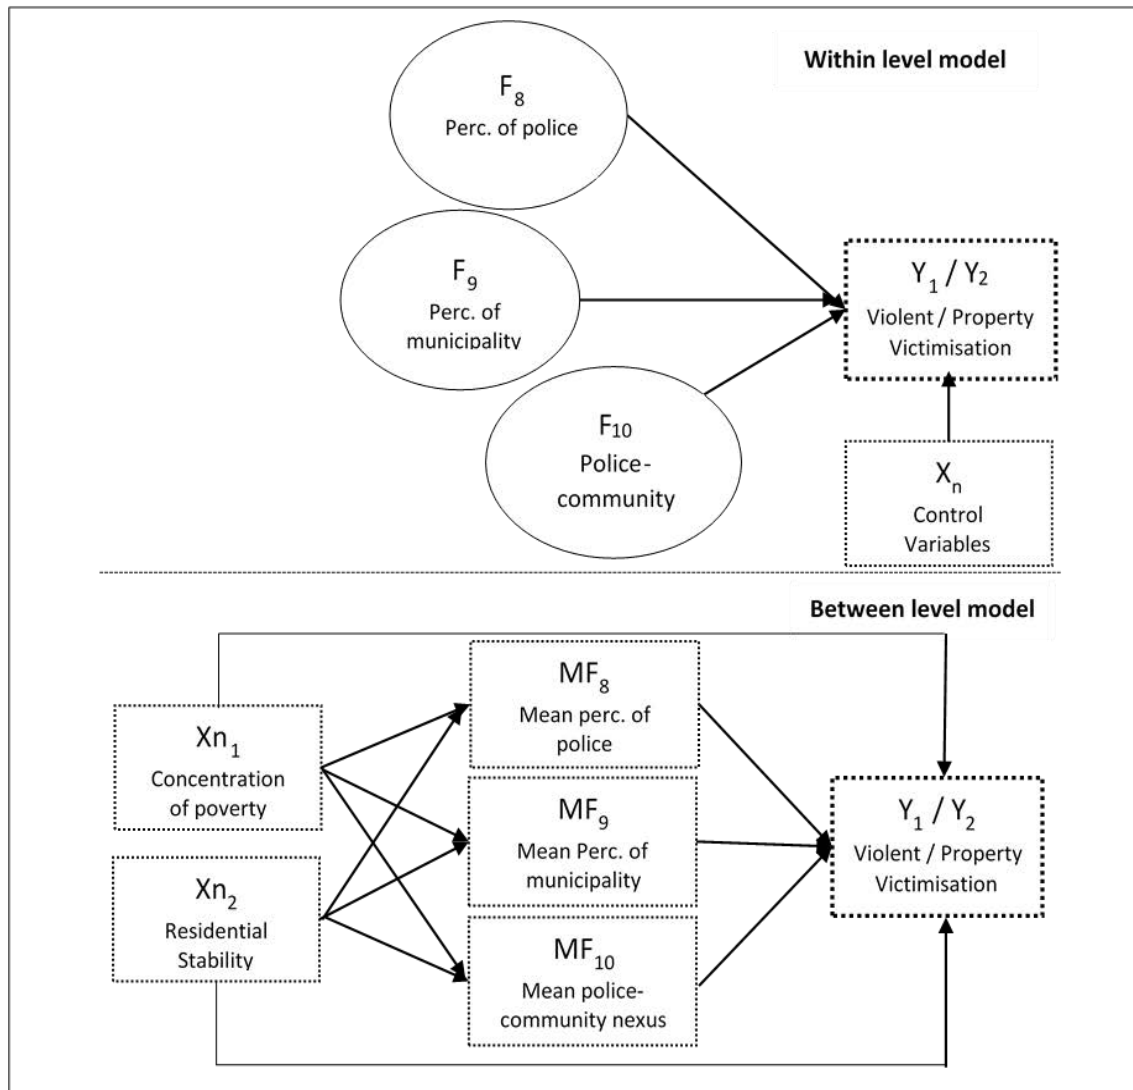 Within level model
F8
Perc. of police
F9
Perc. of
municipality
F10
Police-
community
Y1 / Y2
Violent / Property
Victimisation
Xn
Control
Variables
Between level model
Xn1
Concentration
of poverty
Xn2
Residential
Stability
MF8
Mean perc. of
police
MF9
Mean Perc. of
municipality
MF10
Mean police-
community nexus
Y1 / Y2
Violent / Property
Victimisation